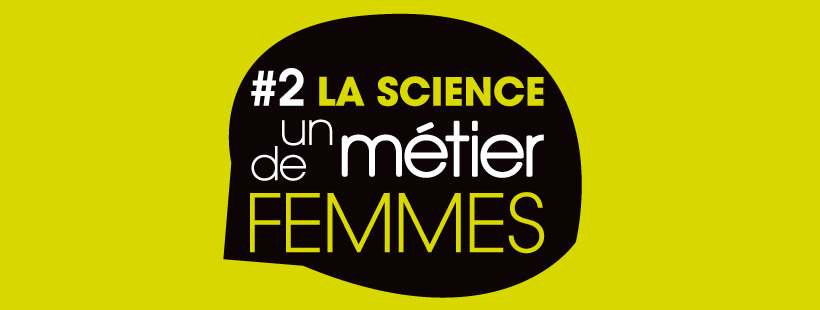 #2 LA SCIENCE
un métier
de
FEMMES